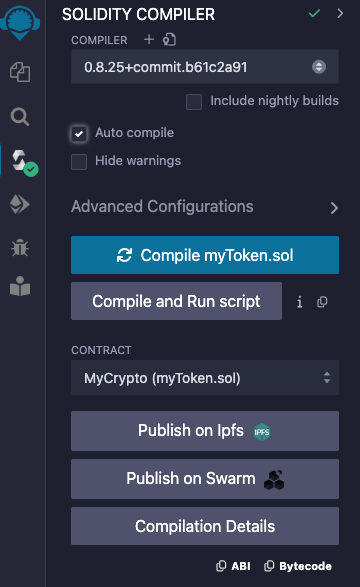 SOLIDITY COMPILER
COMPILER
0.8.25+commit.b61c2a91
Include nightly builds
Auto compile
Hide warnings
Advanced Configurations
Compile myToken.sol
Compile and Run script
CONTRACT
MyCrypto (myToken.sol)
Publish on Ipfs IPFS
Publish on Swarm
Compilation Details
ABI Bytecode